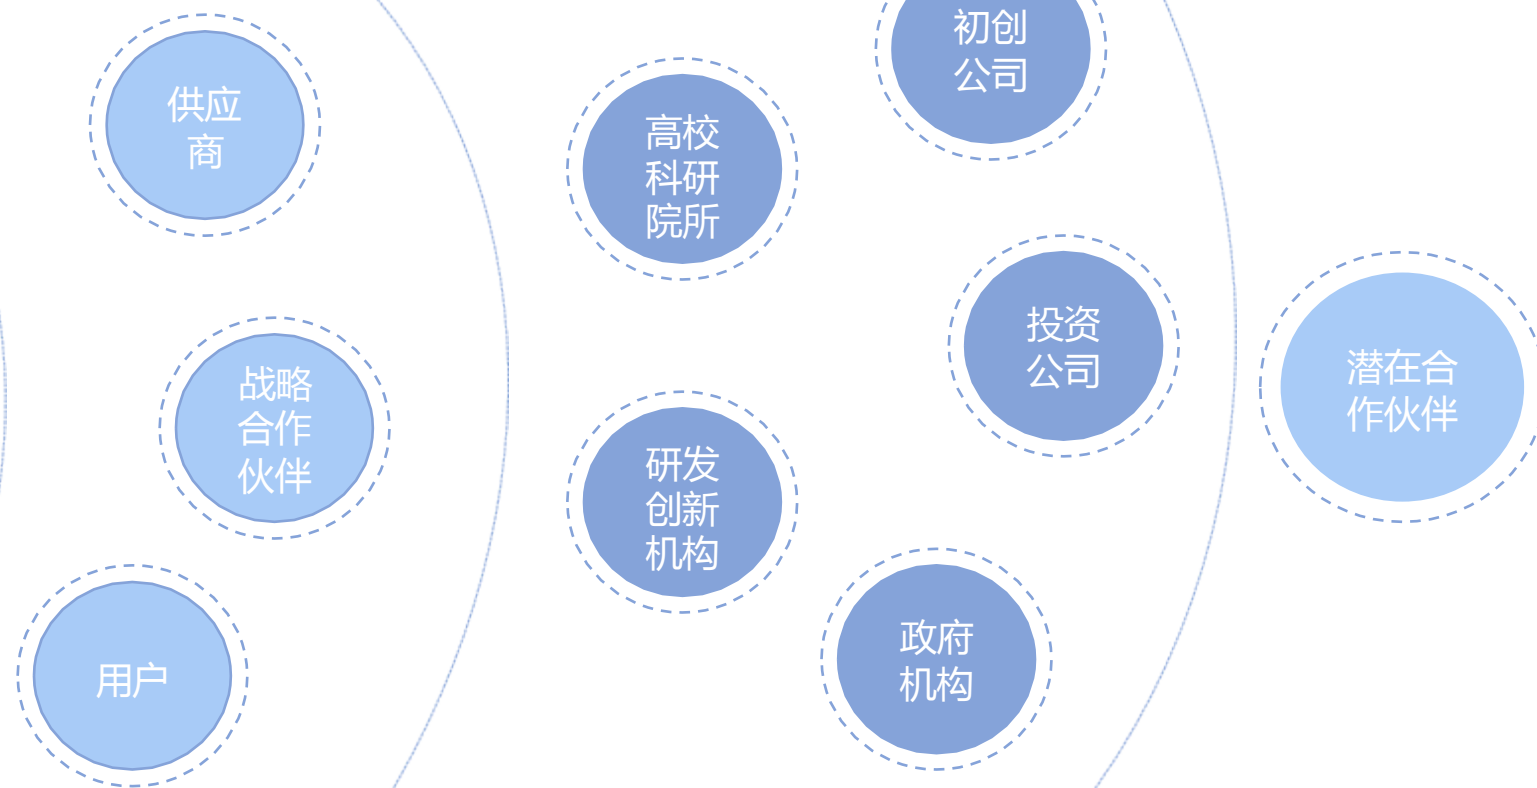 供应
商
战略
合作
伙伴
用户
高校
科研
院所
研发
创新
机构
初创
公司
投资
公司
政府
机构
潜在合
作伙伴